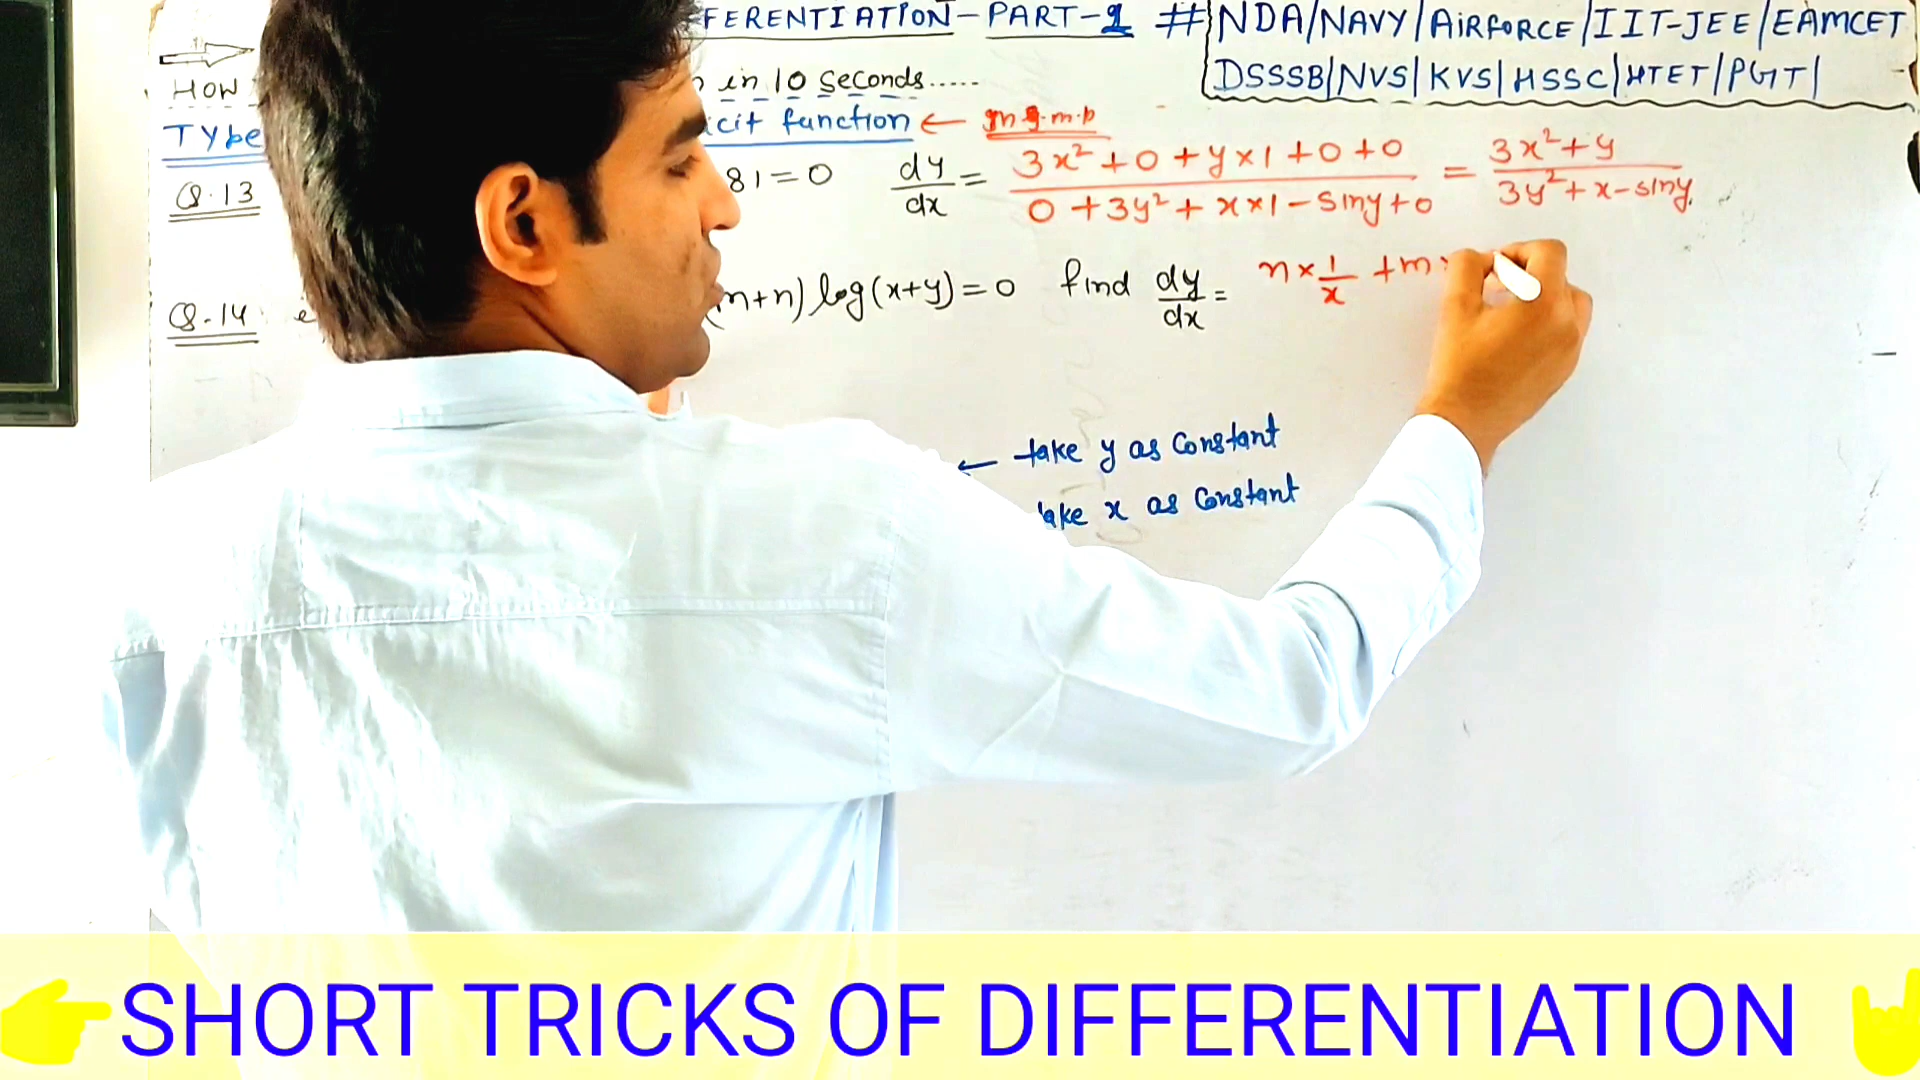 FERENTIATION-PART-2 # NDA/NAVY/AIRFORCE/IIT-JEE/EAMCET
DSSSB/NVS/KVS/HSSC/HTET/PGT/
HOW in 10 seconds.....
TYPE icit function ←
Q.13 81=0 dy/dx = (3x²+0+y×1+0+0)/(0+3y²+x×1-siny+0) = (3x²+y)/(3y²+x-siny)
Q.14 (m+n)log(x+y)=0 find dy/dx = n×1/x +m
← take y as constant
take x as constant
👉SHORT TRICKS OF DIFFERENTIATION🤘